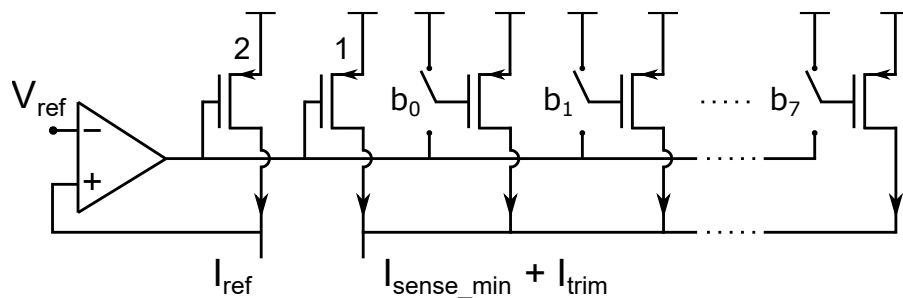 2 1
V_ref − b_0 b_1 ..... b_7
+
.....
I_ref I_sense_min + I_trim